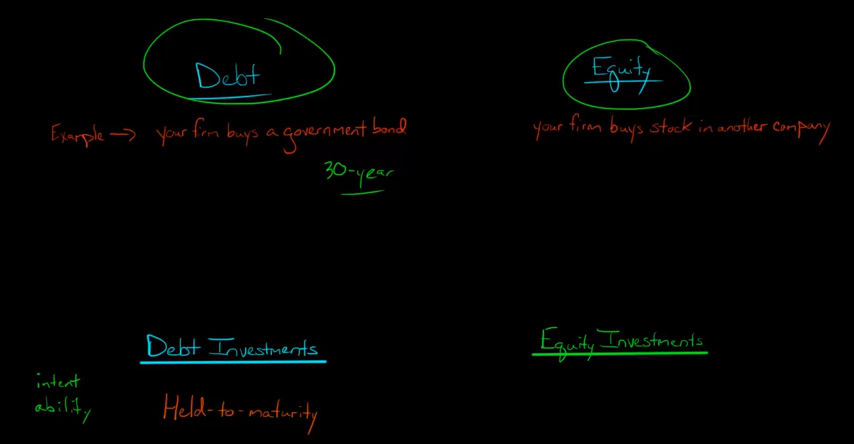 Debt
Equity
Example → your firm buys a government bond
your firm buys stock in another company
30-year
Debt Investments
Equity Investments
intent
ability
Held-to-maturity